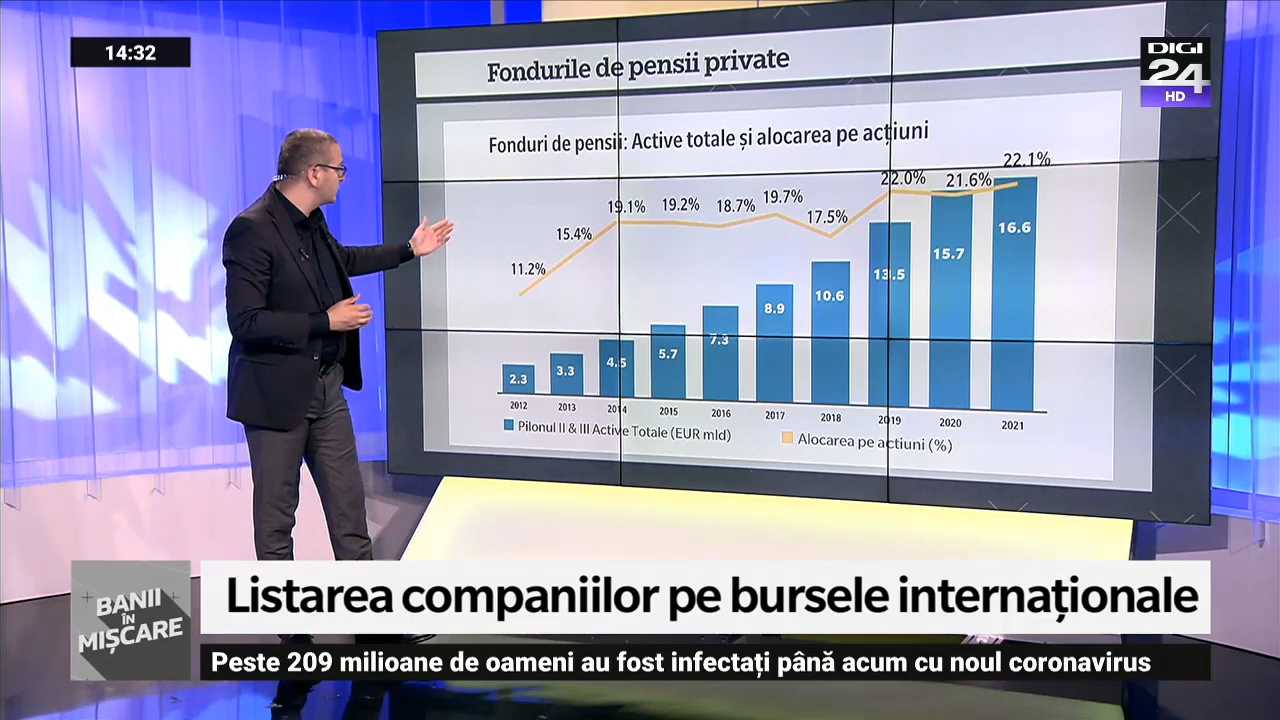 14:32
DIGI
24
HD
Fondurile de pensii private
Fonduri de pensii: Active totale și alocarea pe acțiuni
11.2%
15.4%
19.1%
19.2%
18.7%
19.7%
17.5%
22.0%
21.6%
22.1%
2.3
3.3
4.5
5.7
7.3
8.9
10.6
13.5
15.7
16.6
2012
2013
2014
2015
2016
2017
2018
2019
2020
2021
Pilonul II & III Active Totale (EUR mld)
Alocarea pe actiuni (%)
BANII
ÎN
MIȘCARE
Listarea companiilor pe bursele internaționale
Peste 209 milioane de oameni au fost infectați până acum cu noul coronavirus